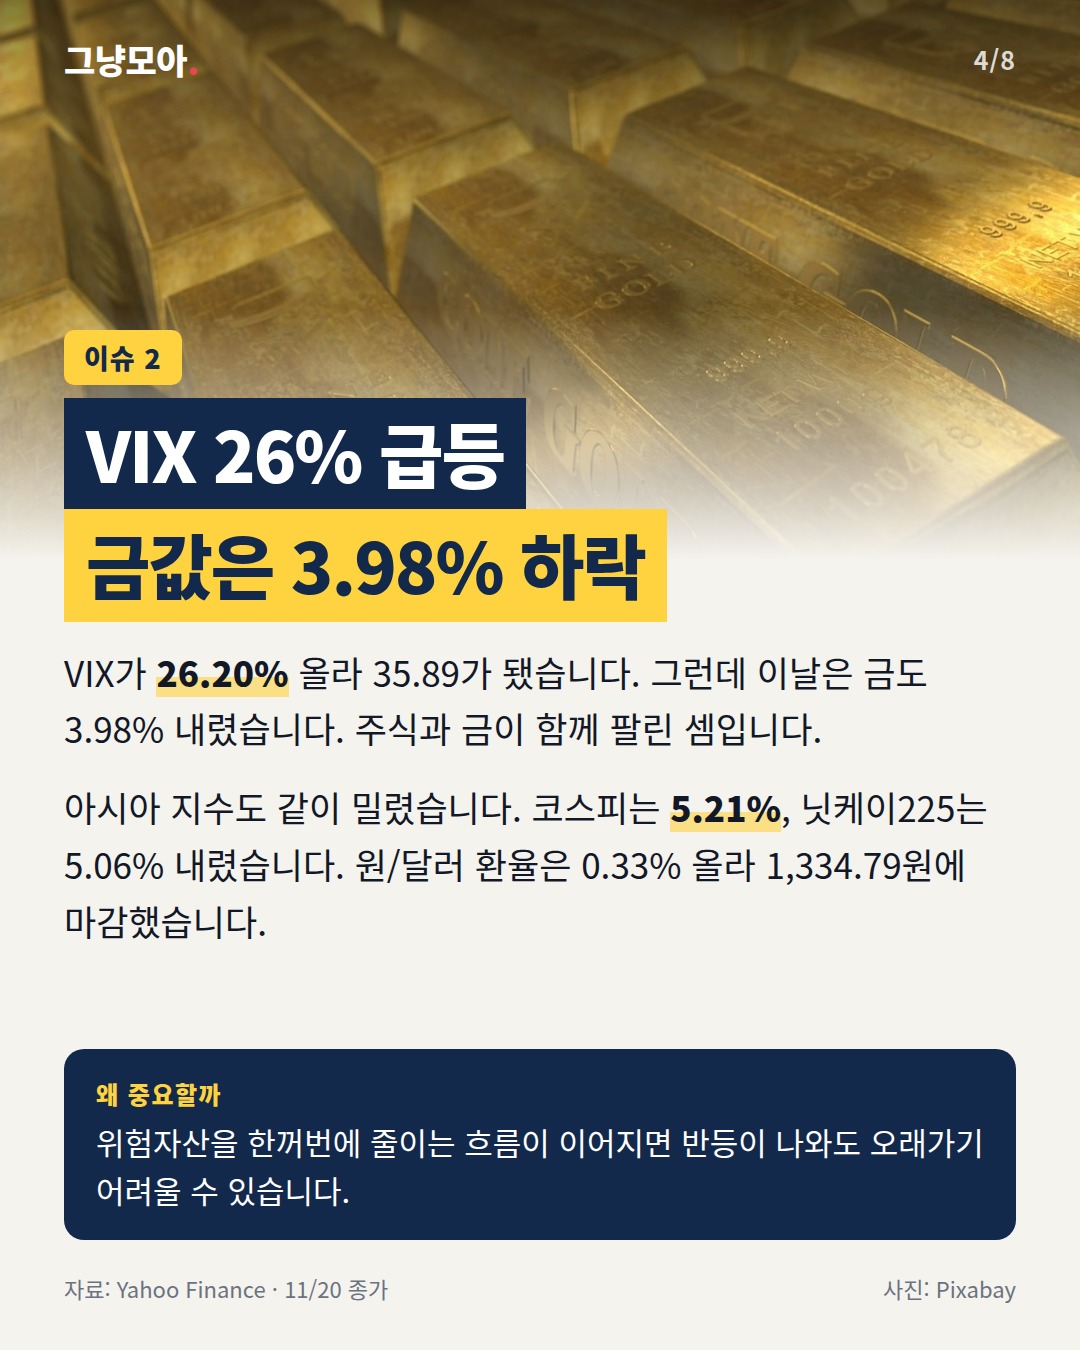 그냥모아.
4/8
999.9
NET
GOLD
GOLD
이슈 2
VIX 26% 급등
금값은 3.98% 하락
VIX가 26.20% 올라 35.89가 됐습니다. 그런데 이날은 금도
3.98% 내렸습니다. 주식과 금이 함께 팔린 셈입니다.
아시아 지수도 같이 밀렸습니다. 코스피는 5.21%, 닛케이225는
5.06% 내렸습니다. 원/달러 환율은 0.33% 올라 1,334.79원에
마감했습니다.
왜 중요할까
위험자산을 한꺼번에 줄이는 흐름이 이어지면 반등이 나와도 오래가기
어려울 수 있습니다.
자료: Yahoo Finance · 11/20 종가
사진: Pixabay